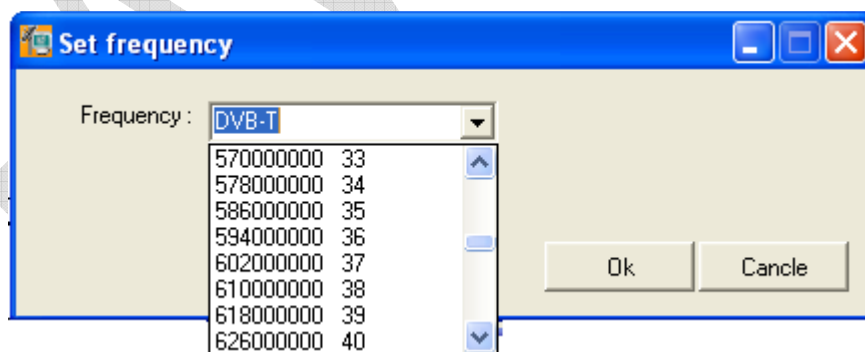 Set frequency
Frequency : DVB-T
570000000 33
578000000 34
586000000 35
594000000 36
602000000 37
610000000 38
618000000 39
626000000 40
Ok Cancle